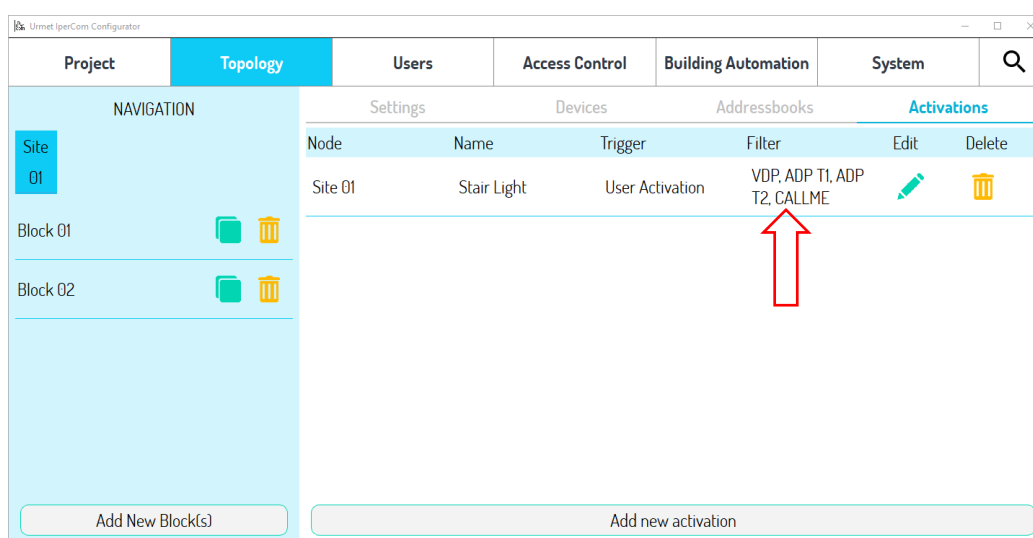 Urmet IperCom Configurator
Project Topology Users Access Control Building Automation System
NAVIGATION
Site
01
Block 01
Block 02
Add New Block(s)
Settings Devices Addressbooks Activations
Node Name Trigger Filter Edit Delete
Site 01 Stair Light User Activation VDP, ADP T1, ADP
T2, CALLME
Add new activation